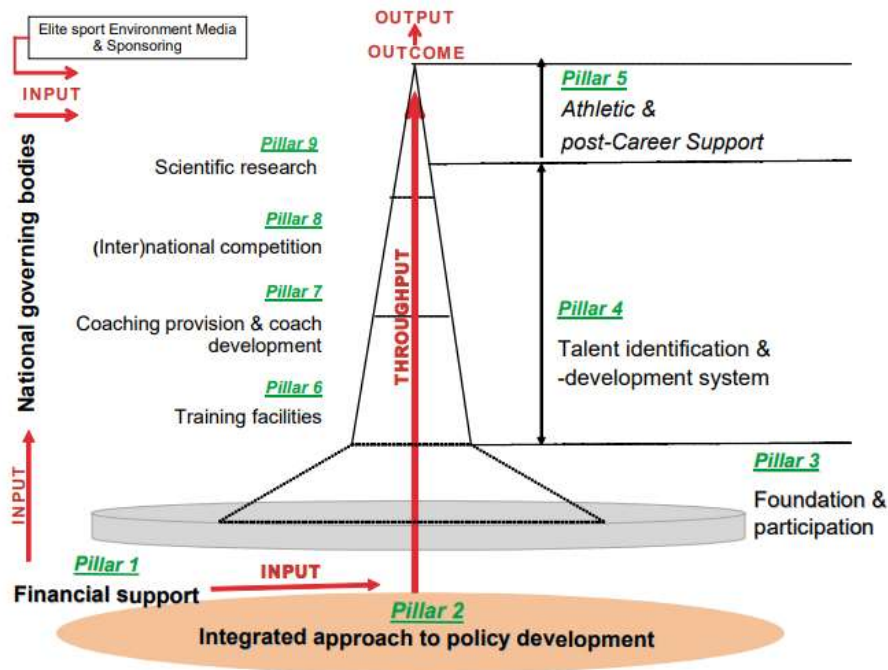 Elite sport Environment Media
& Sponsoring
INPUT
National governing bodies
INPUT
OUTPUT
OUTCOME
THROUGHPUT
Pillar 9
Scientific research
Pillar 8
(Inter)national competition
Pillar 7
Coaching provision & coach
development
Pillar 6
Training facilities
Pillar 5
Athletic &
post-Career Support
Pillar 4
Talent identification &
-development system
Pillar 3
Foundation &
participation
Pillar 1
Financial support
INPUT
Pillar 2
Integrated approach to policy development